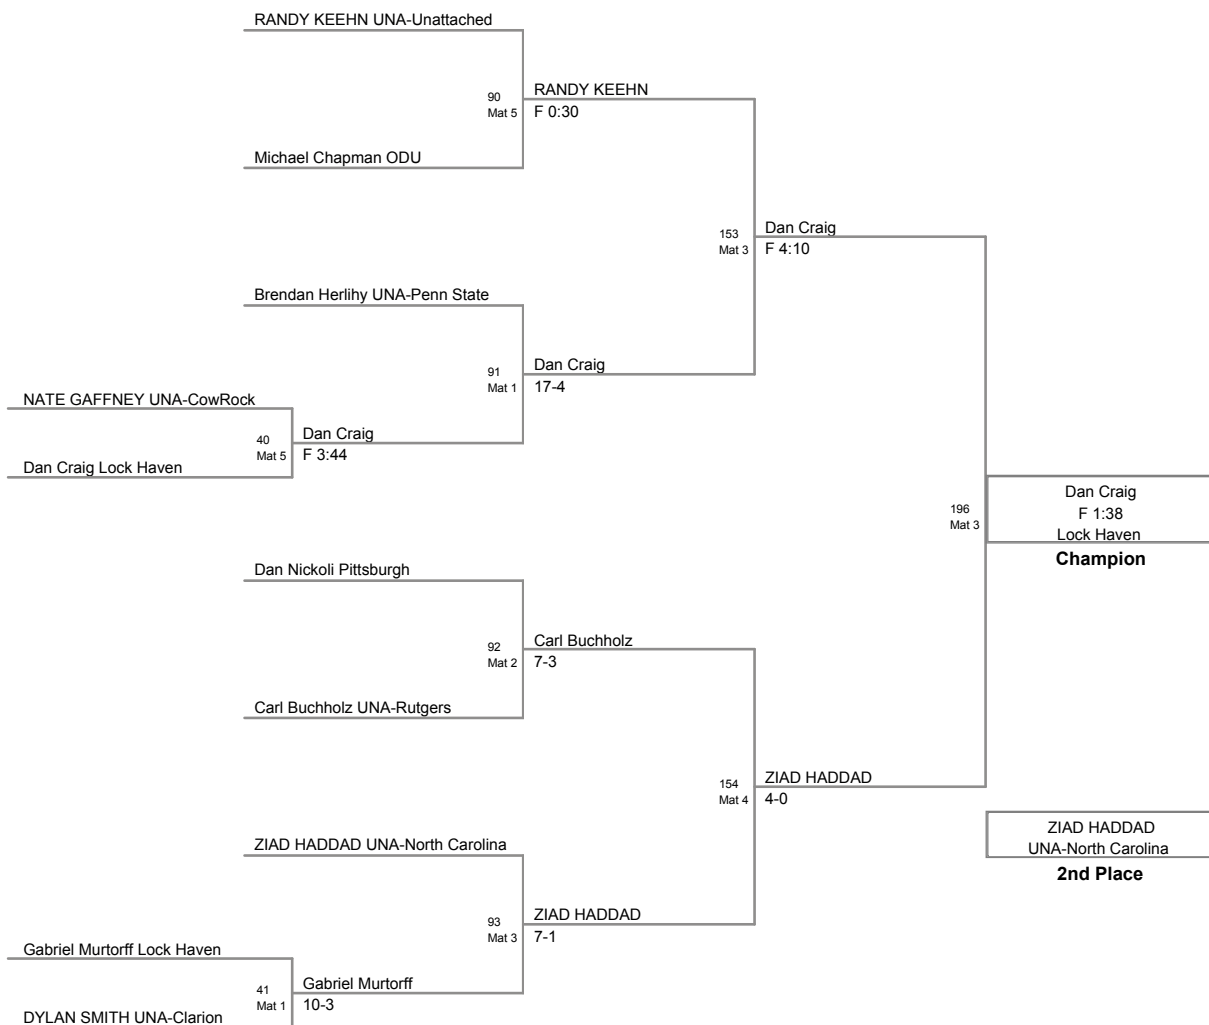 RANDY KEEHN UNA-Unattached
90
Mat 5
RANDY KEEHN
F 0:30
Michael Chapman ODU
153
Mat 3
Dan Craig
F 4:10
Brendan Herlihy UNA-Penn State
91
Mat 1
Dan Craig
17-4
NATE GAFFNEY UNA-CowRock
40
Mat 5
Dan Craig
F 3:44
Dan Craig Lock Haven
196
Mat 3
Dan Craig
F 1:38
Lock Haven
Champion
Dan Nickoli Pittsburgh
92
Mat 2
Carl Buchholz
7-3
Carl Buchholz UNA-Rutgers
154
Mat 4
ZIAD HADDAD
4-0
ZIAD HADDAD
UNA-North Carolina
2nd Place
ZIAD HADDAD UNA-North Carolina
93
Mat 3
ZIAD HADDAD
7-1
Gabriel Murtorff Lock Haven
41
Mat 1
Gabriel Murtorff
10-3
DYLAN SMITH UNA-Clarion